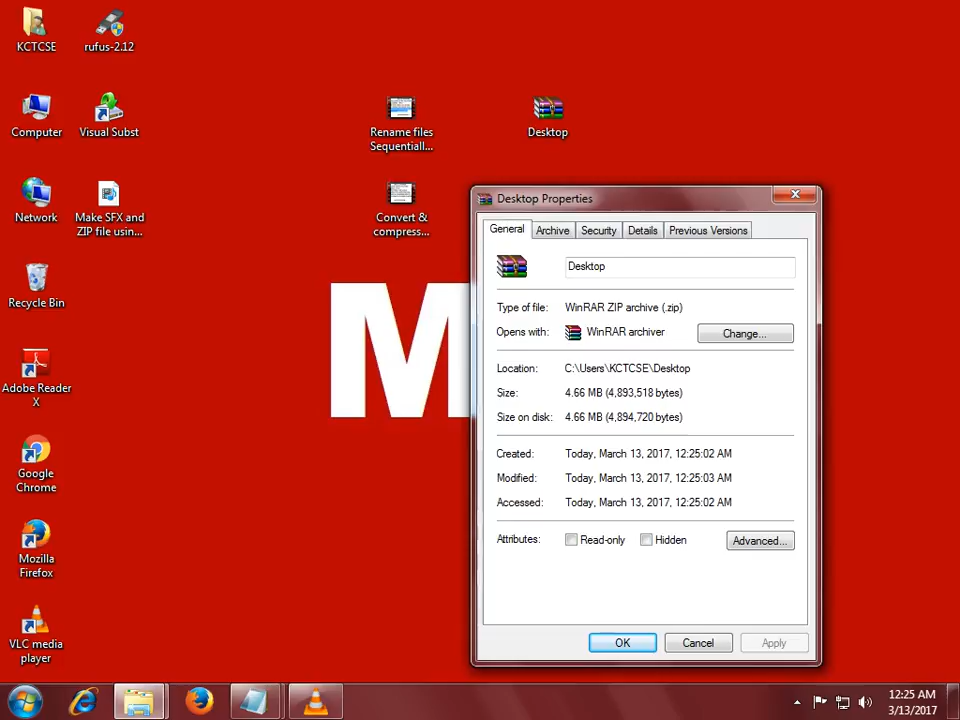 KCTCSE
rufus-2.12
Computer
Visual Subst
Rename files
Sequentiall...
Desktop
Network
Make SFX and
ZIP file usin...
Convert &
compress...
Recycle Bin
Adobe Reader
X
Google
Chrome
Mozilla
Firefox
VLC media
player
M
Desktop Properties
General Archive Security Details Previous Versions
Desktop
Type of file: WinRAR ZIP archive (.zip)
Opens with: WinRAR archiver Change...
Location: C:\Users\KCTCSE\Desktop
Size: 4.66 MB (4,893,518 bytes)
Size on disk: 4.66 MB (4,894,720 bytes)
Created: Today, March 13, 2017, 12:25:02 AM
Modified: Today, March 13, 2017, 12:25:03 AM
Accessed: Today, March 13, 2017, 12:25:02 AM
Attributes: Read-only Hidden Advanced...
OK Cancel Apply
12:25 AM
3/13/2017